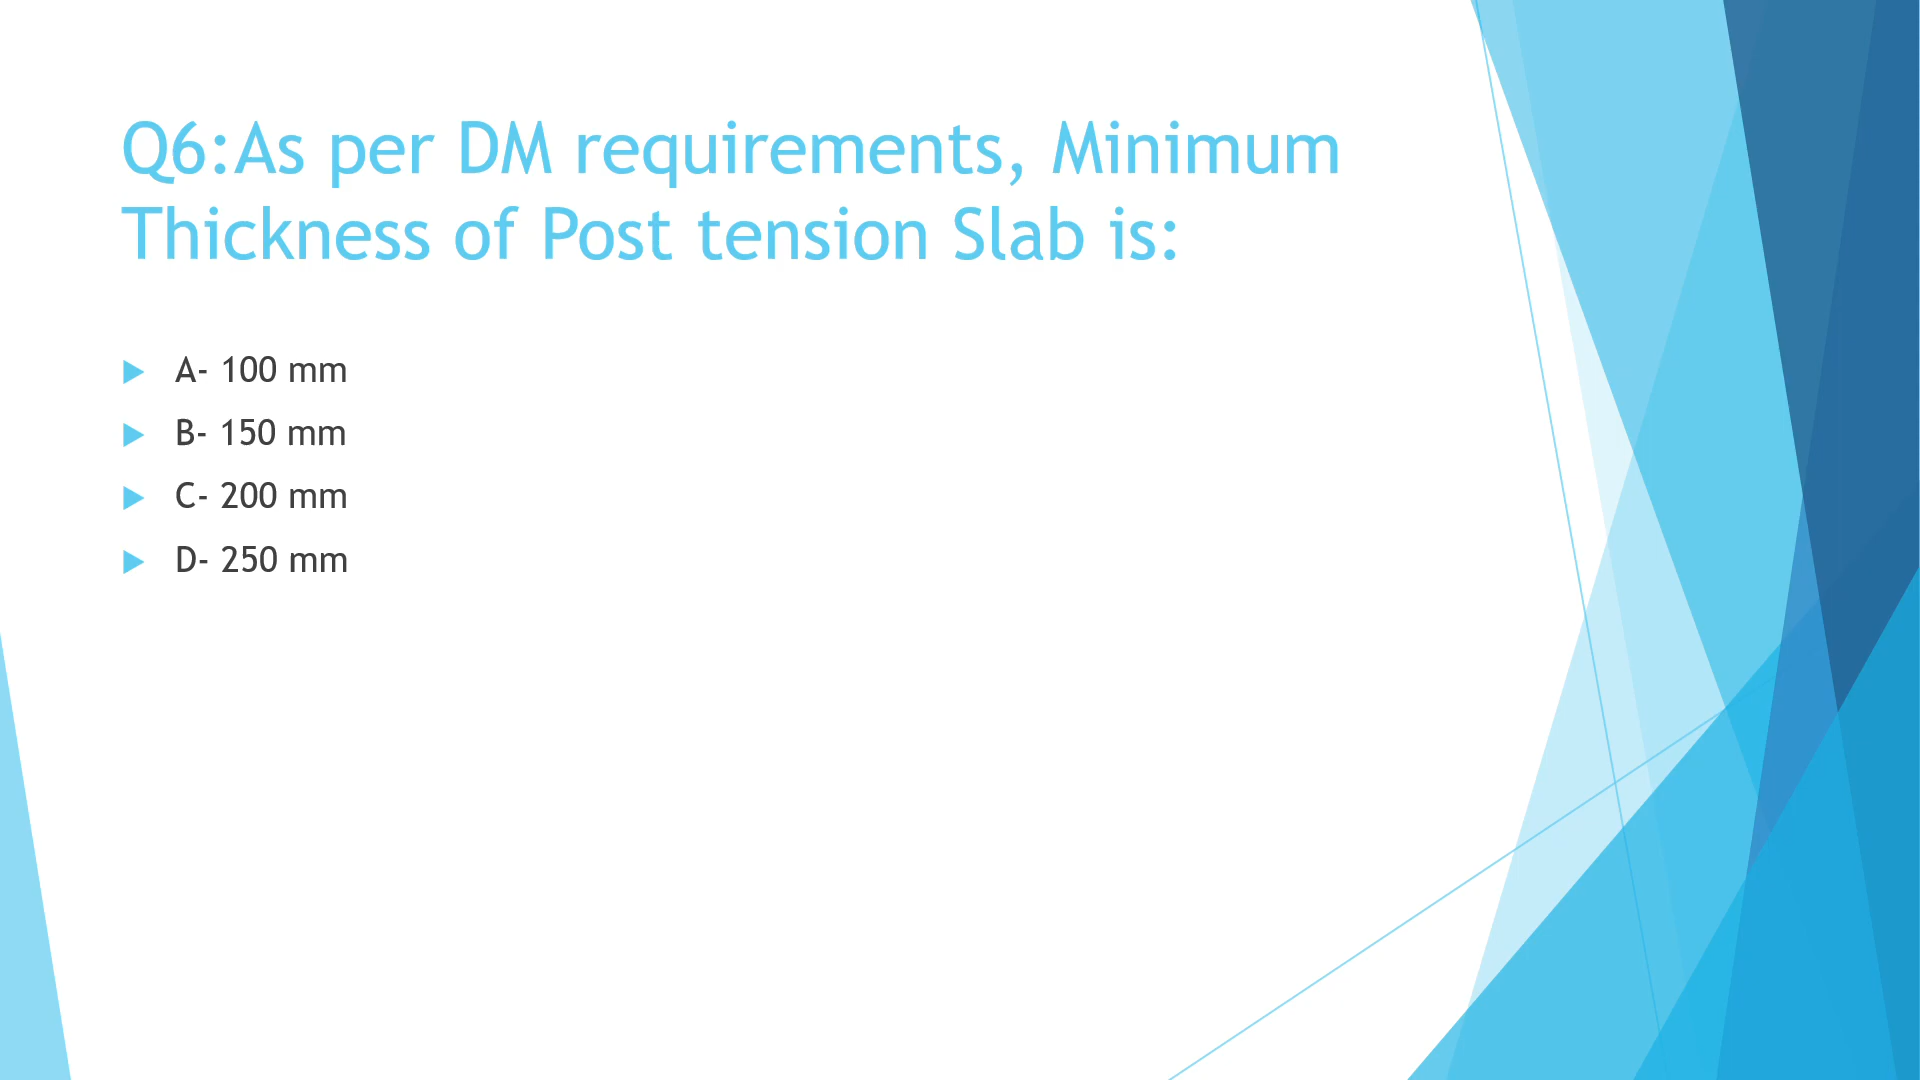 Q6:As per DM requirements, Minimum
Thickness of Post tension Slab is:
A- 100 mm
B- 150 mm
C- 200 mm
D- 250 mm